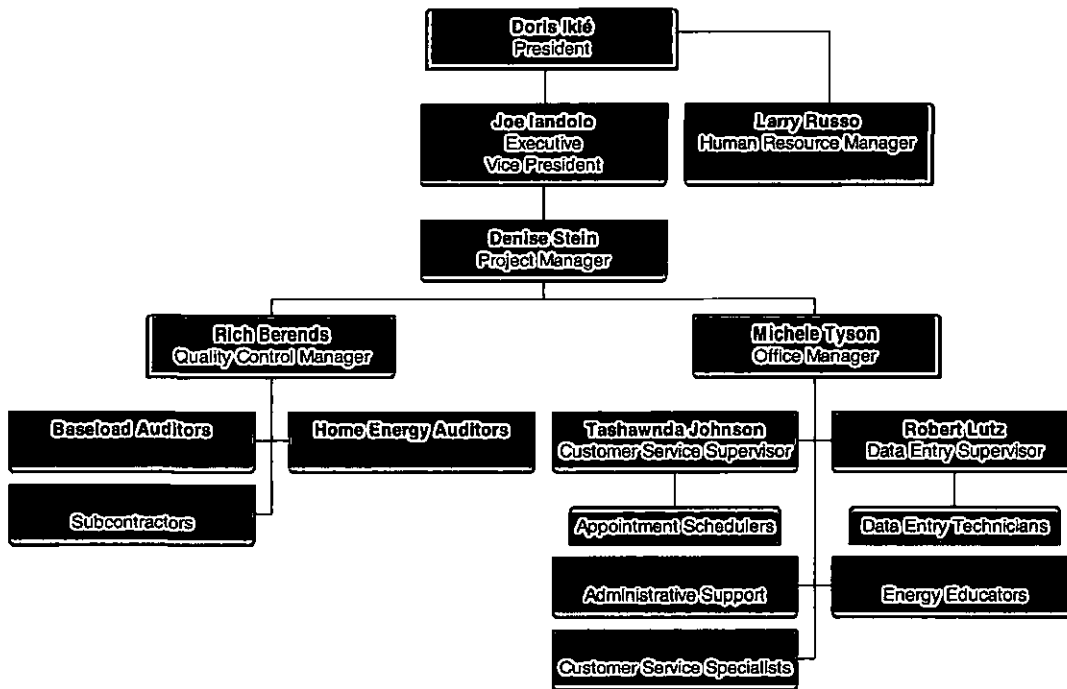 Doris Ikié
President
Joe Iandolo
Executive
Vice President
Larry Russo
Human Resource Manager
Denise Stein
Project Manager
Rich Berends
Quality Control Manager
Michele Tyson
Office Manager
Baseload Auditors
Home Energy Auditors
Tashawnda Johnson
Customer Service Supervisor
Robert Lutz
Data Entry Supervisor
Subcontractors
Appointment Schedulers
Data Entry Technicians
Administrative Support
Energy Educators
Customer Service Specialists